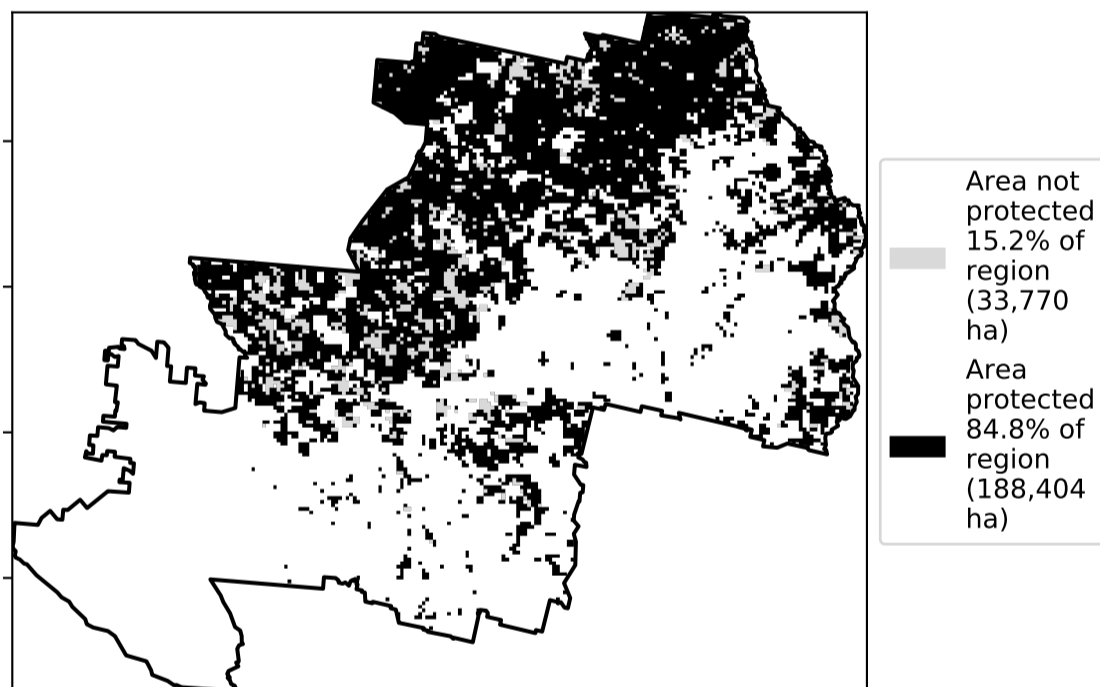 Area not
protected
15.2% of
region
(33,770
ha)
Area
protected
84.8% of
region
(188,404
ha)